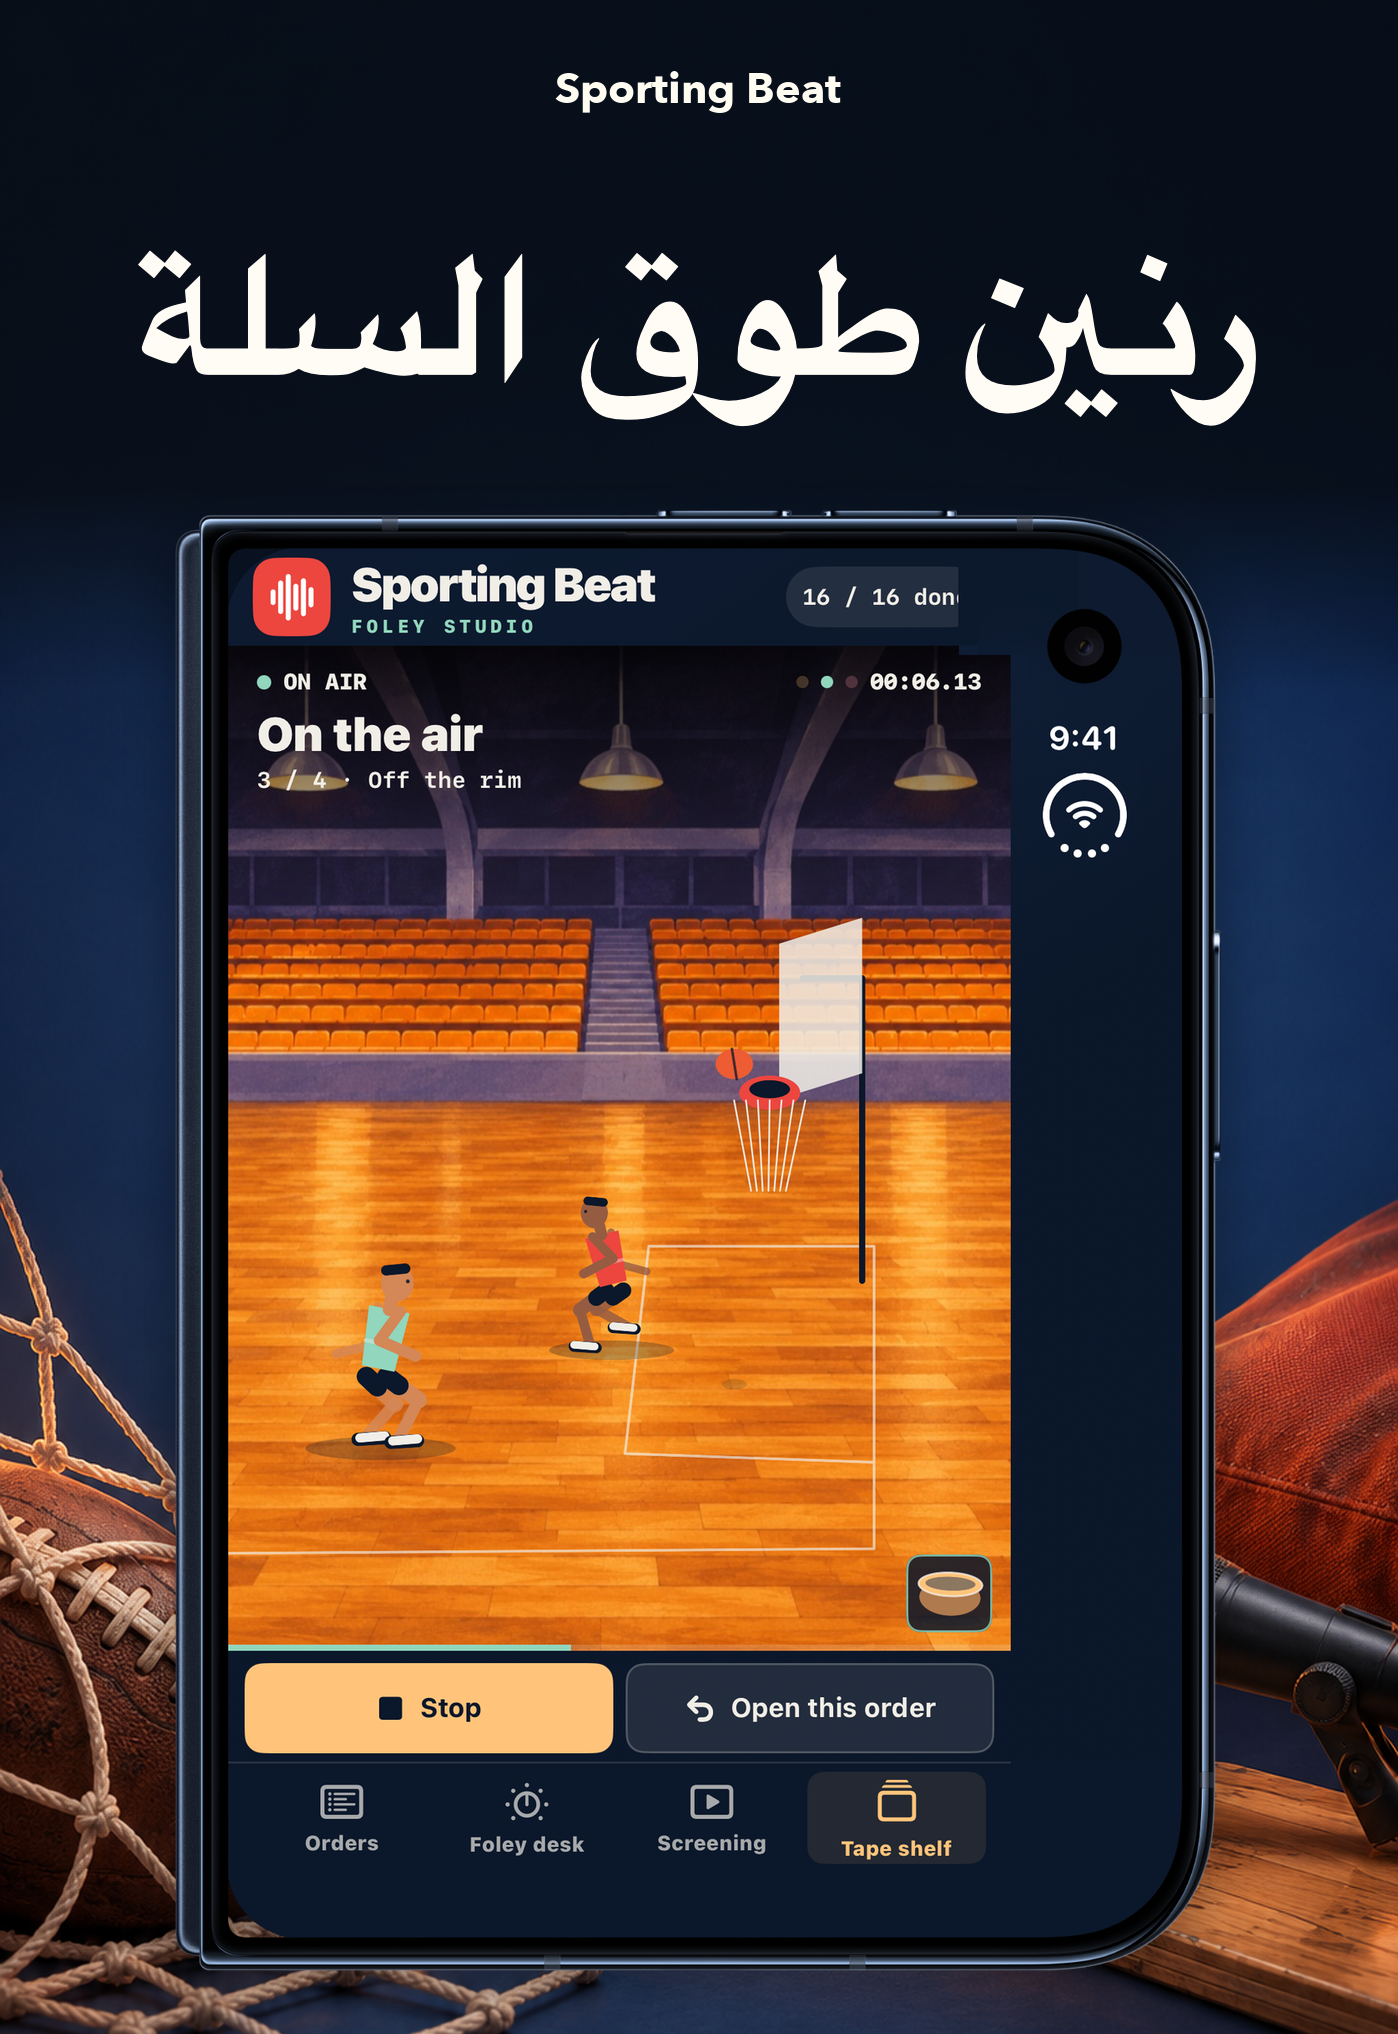 Sporting Beat
رنين طوق السلة
Sporting Beat
FOLEY STUDIO
16 / 16 done
ON AIR
00:06.13
On the air
3 / 4 · Off the rim
9:41
Stop
Open this order
Orders
Foley desk
Screening
Tape shelf